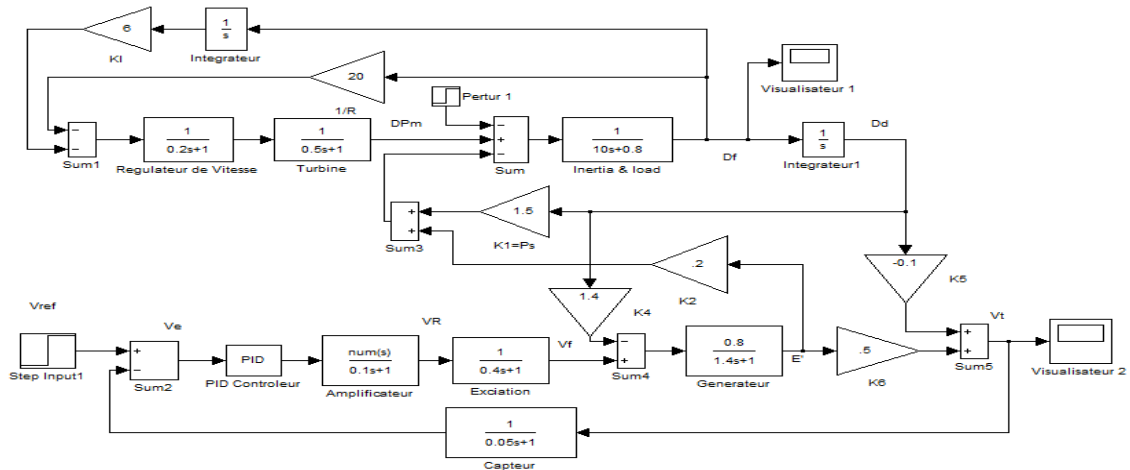 6
KI
1
s
Integrateur
20
1/R
Visualisateur 1
Pertur 1
DPm
Dd
Sum1
1
0.2s+1
Regulateur de Vitesse
1
0.5s+1
Turbine
Sum
1
10s+0.8
Inertia & load
Df
1
s
Integrateur1
1.5
K1=Ps
Sum3
.2
K2
-0.1
K5
1.4
K4
Vref
Step Input1
Ve
Sum2
PID
PID Controleur
VR
num(s)
0.1s+1
Amplificateur
1
0.4s+1
Exciation
Vf
Sum4
0.8
1.4s+1
Generateur
E'
.5
K6
Vt
Sum5
Visualisateur 2
1
0.05s+1
Capteur